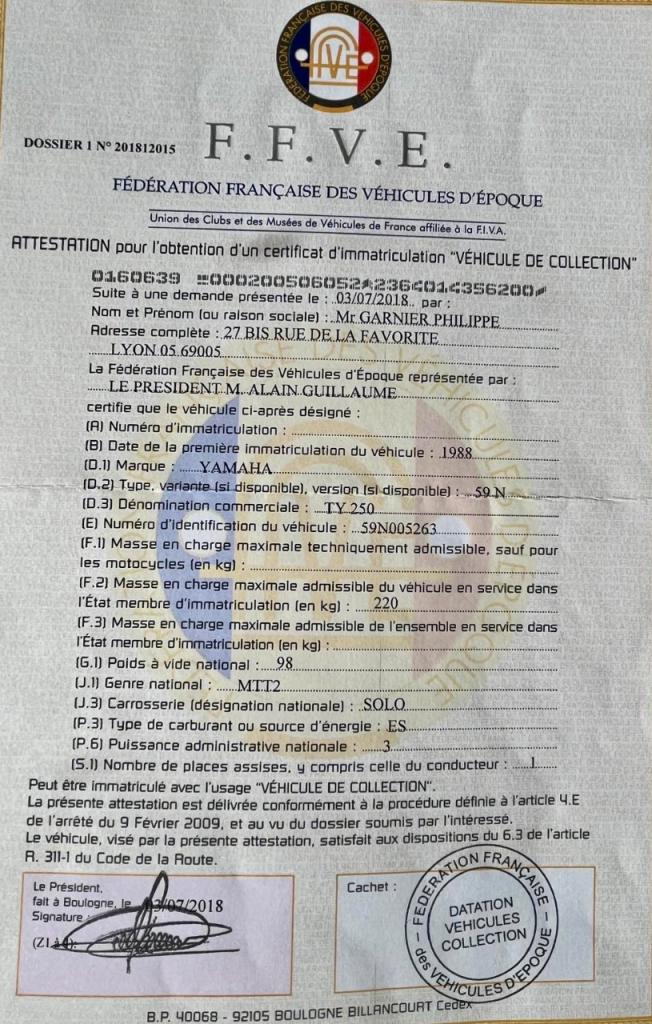 FÉDÉRATION FRANÇAISE DES VÉHICULES D'ÉPOQUE
FFVE
DOSSIER 1 N° 201812015
F.F.V.E.
FÉDÉRATION FRANÇAISE DES VÉHICULES D'ÉPOQUE
Union des Clubs et des Musées de Véhicules de France affiliée à la F.I.V.A.
ATTESTATION pour l'obtention d'un certificat d'immatriculation "VÉHICULE DE COLLECTION"
0160639 000200506052 236 014356200
Suite à une demande présentée le : 03/07/2018 par :
Nom et Prénom (ou raison sociale) : Mr GARNIER PHILIPPE
Adresse complète : 27 BIS RUE DE LA FAVORITE
LYON 05 69005
La Fédération Française des Véhicules d'Époque représentée par :
LE PRESIDENT M. ALAIN GUILLAUME
certifie que le véhicule ci-après désigné :
(A) Numéro d'immatriculation :
(B) Date de la première immatriculation du véhicule : 1988
(D.1) Marque : YAMAHA
(D.2) Type, variante (si disponible), version (si disponible) : 59 N
(D.3) Dénomination commerciale : TY 250
(E) Numéro d'identification du véhicule : 59N005263
(F.1) Masse en charge maximale techniquement admissible, sauf pour
les motocycles (en kg) :
(F.2) Masse en charge maximale admissible du véhicule en service dans
l'État membre d'immatriculation (en kg) : 220
(F.3) Masse en charge maximale admissible de l'ensemble en service dans
l'État membre d'immatriculation (en kg) :
(G.1) Poids à vide national : 98
(J.1) Genre national : MTT2
(J.3) Carrosserie (désignation nationale) : SOLO
(P.3) Type de carburant ou source d'énergie : ES
(P.6) Puissance administrative nationale : 3
(S.1) Nombre de places assises, y compris celle du conducteur : 1
Peut être immatriculé avec l'usage "VÉHICULE DE COLLECTION".
La présente attestation est délivrée conformément à la procédure définie à l'article 4.E
de l'arrêté du 9 Février 2009, et au vu du dossier soumis par l'intéressé.
Le véhicule, visé par la présente attestation, satisfait aux dispositions du 6.3 de l'article
R. 311-1 du Code de la Route.
Le Président,
fait à Boulogne, le 03/07/2018
Signature
Cachet :
FEDERATION FRANÇAISE
DATATION
VEHICULES
COLLECTION
des VÉHICULES D'ÉPOQUE
B.P. 40068 - 92105 BOULOGNE BILLANCOURT Cedex